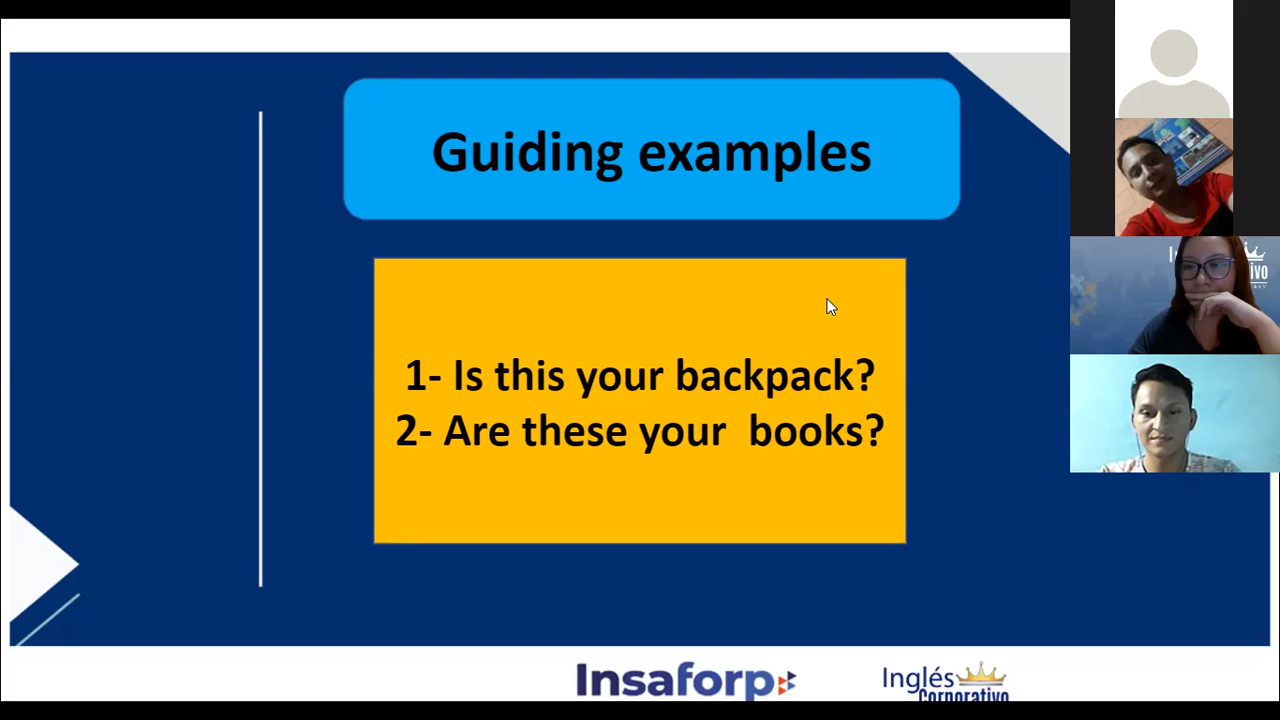 Guiding examples
1- Is this your backpack?
2- Are these your  books?
Insaforp
Inglés
Corporativo